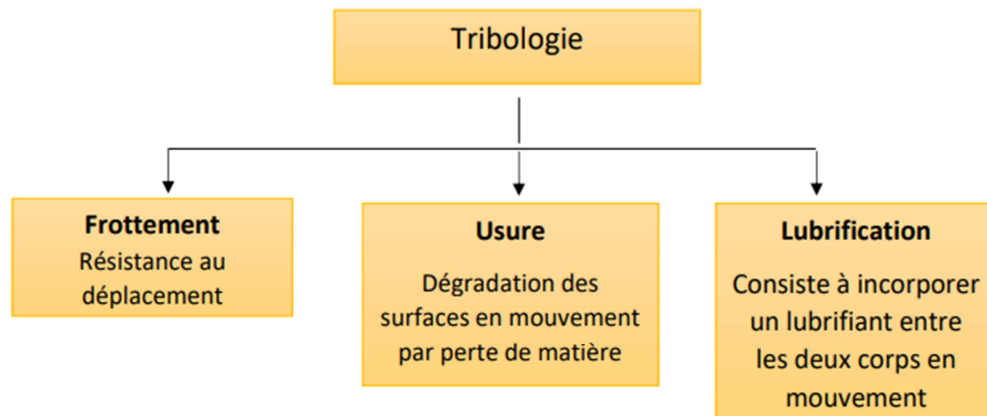 Tribologie
Frottement
Résistance au
déplacement
Usure
Dégradation des
surfaces en mouvement
par perte de matière
Lubrification
Consiste à incorporer
un lubrifiant entre
les deux corps en
mouvement